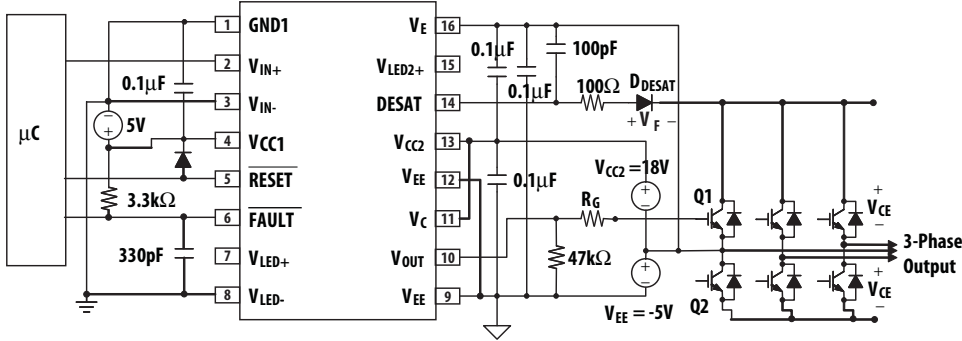 μC
0.1μF
5V
3.3kΩ
330pF
1 GND1
2 VIN+
3 VIN-
4 VCC1
5 RESET
6 FAULT
7 VLED+
8 VLED-
VE 16
VLED2+ 15
DESAT 14
VCC2 13
VEE 12
VC 11
VOUT 10
VEE 9
0.1μF
0.1μF
100pF
100Ω
DDESAT
+ VF −
0.1μF
VCC2 = 18V
RG
47kΩ
VEE = -5V
Q1
Q2
+
VCE
−
3-Phase
Output
+
VCE
−